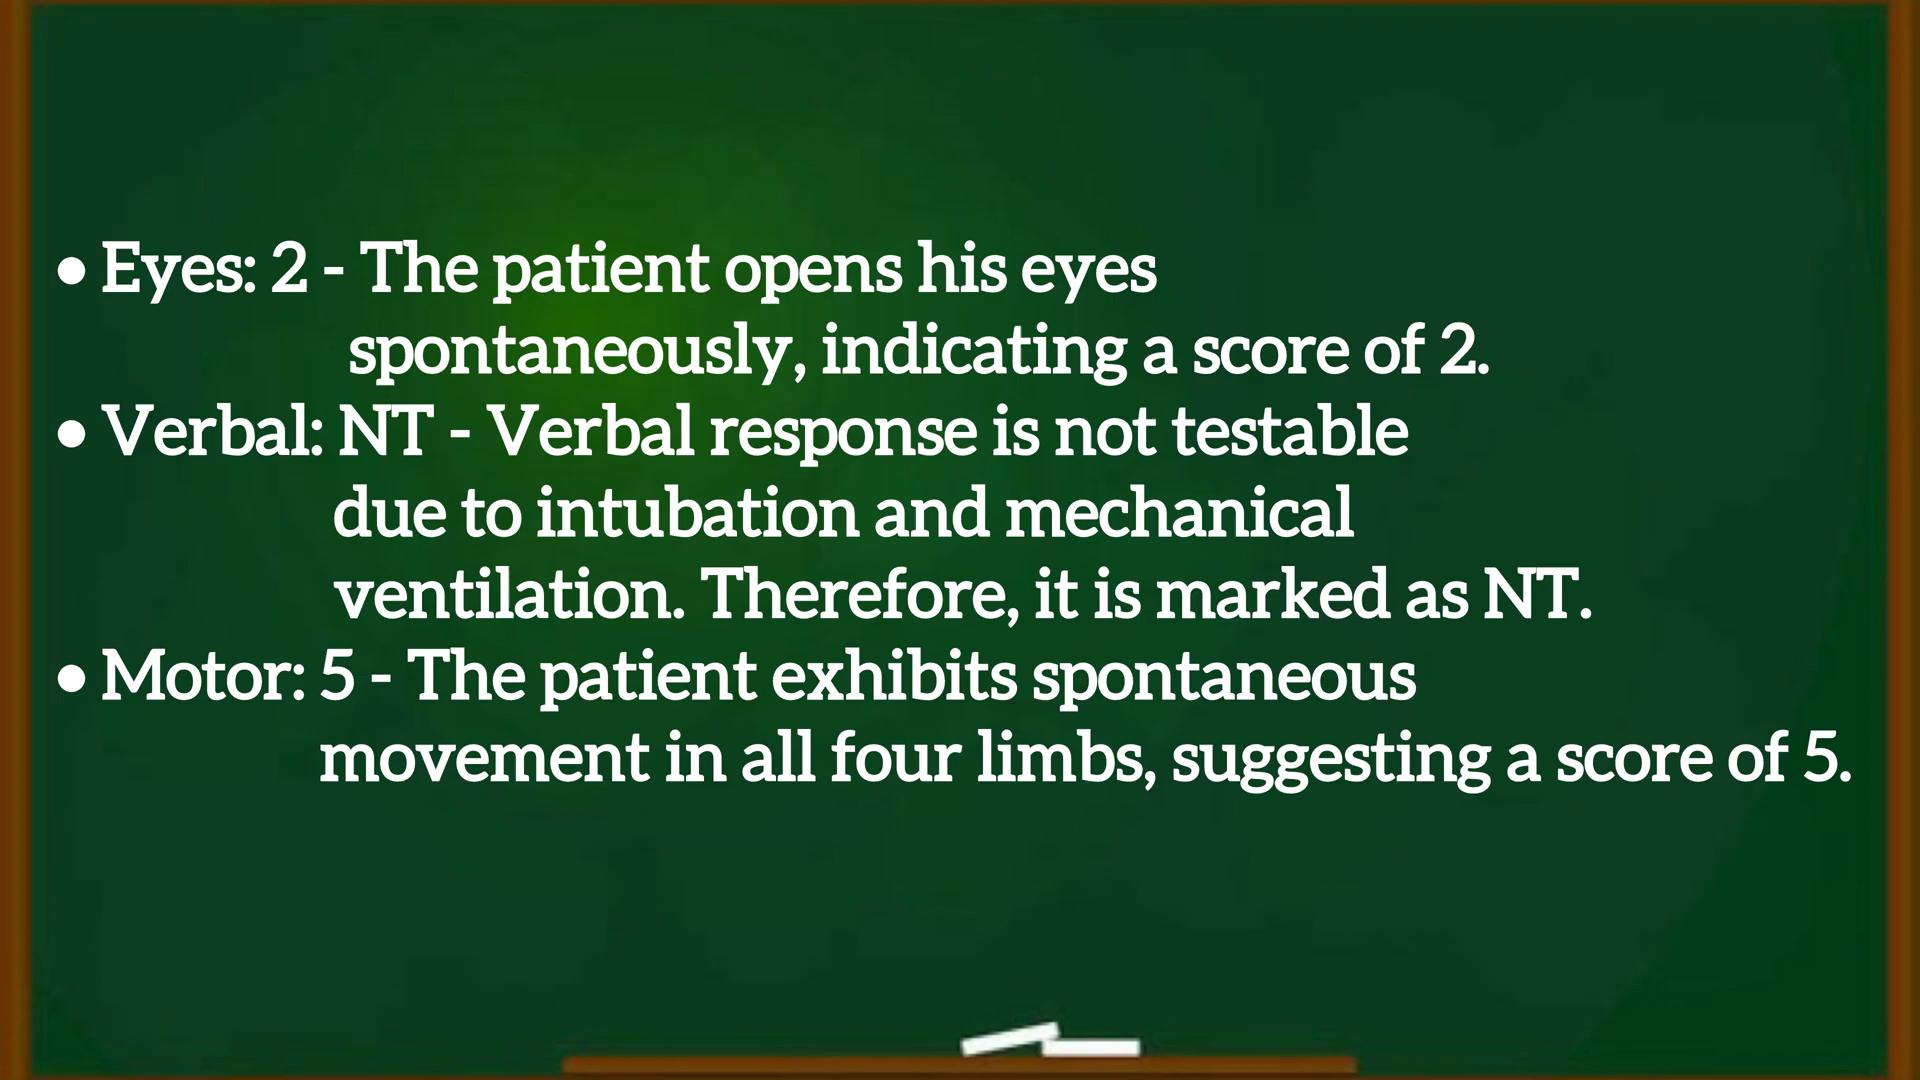 • Eyes: 2 - The patient opens his eyes
spontaneously, indicating a score of 2.
• Verbal: NT - Verbal response is not testable
due to intubation and mechanical
ventilation. Therefore, it is marked as NT.
• Motor: 5 - The patient exhibits spontaneous
movement in all four limbs, suggesting a score of 5.